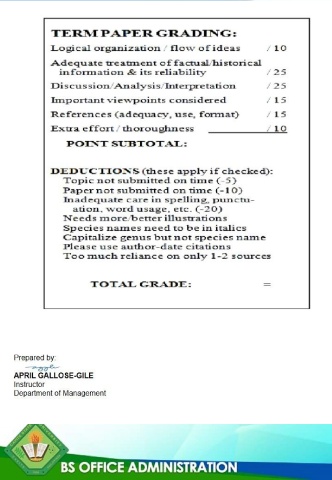 TERM PAPER GRADING:
Logical organization / flow of ideas / 10
Adequate treatment of factual/historical
information & its reliability / 25
Discussion/Analysis/Interpretation / 25
Important viewpoints considered / 15
References (adequacy, use, format) / 15
Extra effort / thoroughness / 10
POINT SUBTOTAL:
DEDUCTIONS (these apply if checked):
Topic not submitted on time (-5)
Paper not submitted on time (-10)
Inadequate care in spelling, punctu-
ation, word usage, etc. (-20)
Needs more/better illustrations
Species names need to be in italics
Capitalize genus but not species name
Please use author-date citations
Too much reliance on only 1-2 sources
TOTAL GRADE: =
Prepared by:
APRIL GALLOSE-GILE
Instructor
Department of Management
BS OFFICE ADMINISTRATION